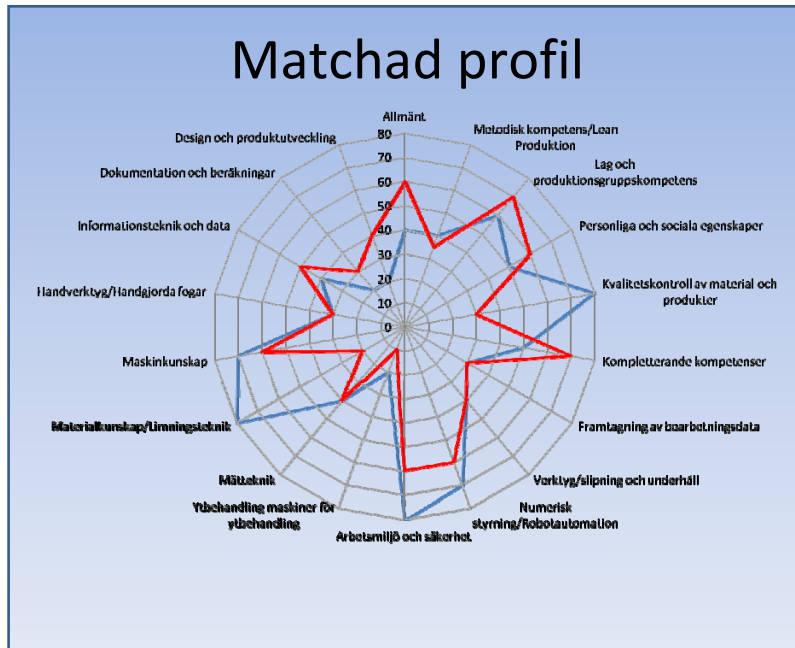 Matchad profil
Allmänt
Metodisk kompetens/Lean
Produktion
Lag och
produktionsgruppskompetens
Personliga och sociala egenskaper
Kvalitetskontroll av material och
produkter
Kompletterande kompetenser
Framtagning av bearbetningsdata
Verktyg/slipning och underhåll
Numerisk
styrning/Robotautomation
Arbetsmiljö och säkerhet
Ytbehandling maskiner för
ytbehandling
Mätteknik
Materialkunskap/Limningsteknik
Maskinkunskap
Handverktyg/Handgjorda fogar
Informationsteknik och data
Dokumentation och beräkningar
Design och produktutveckling
80
70
60
50
40
30
20
10
0